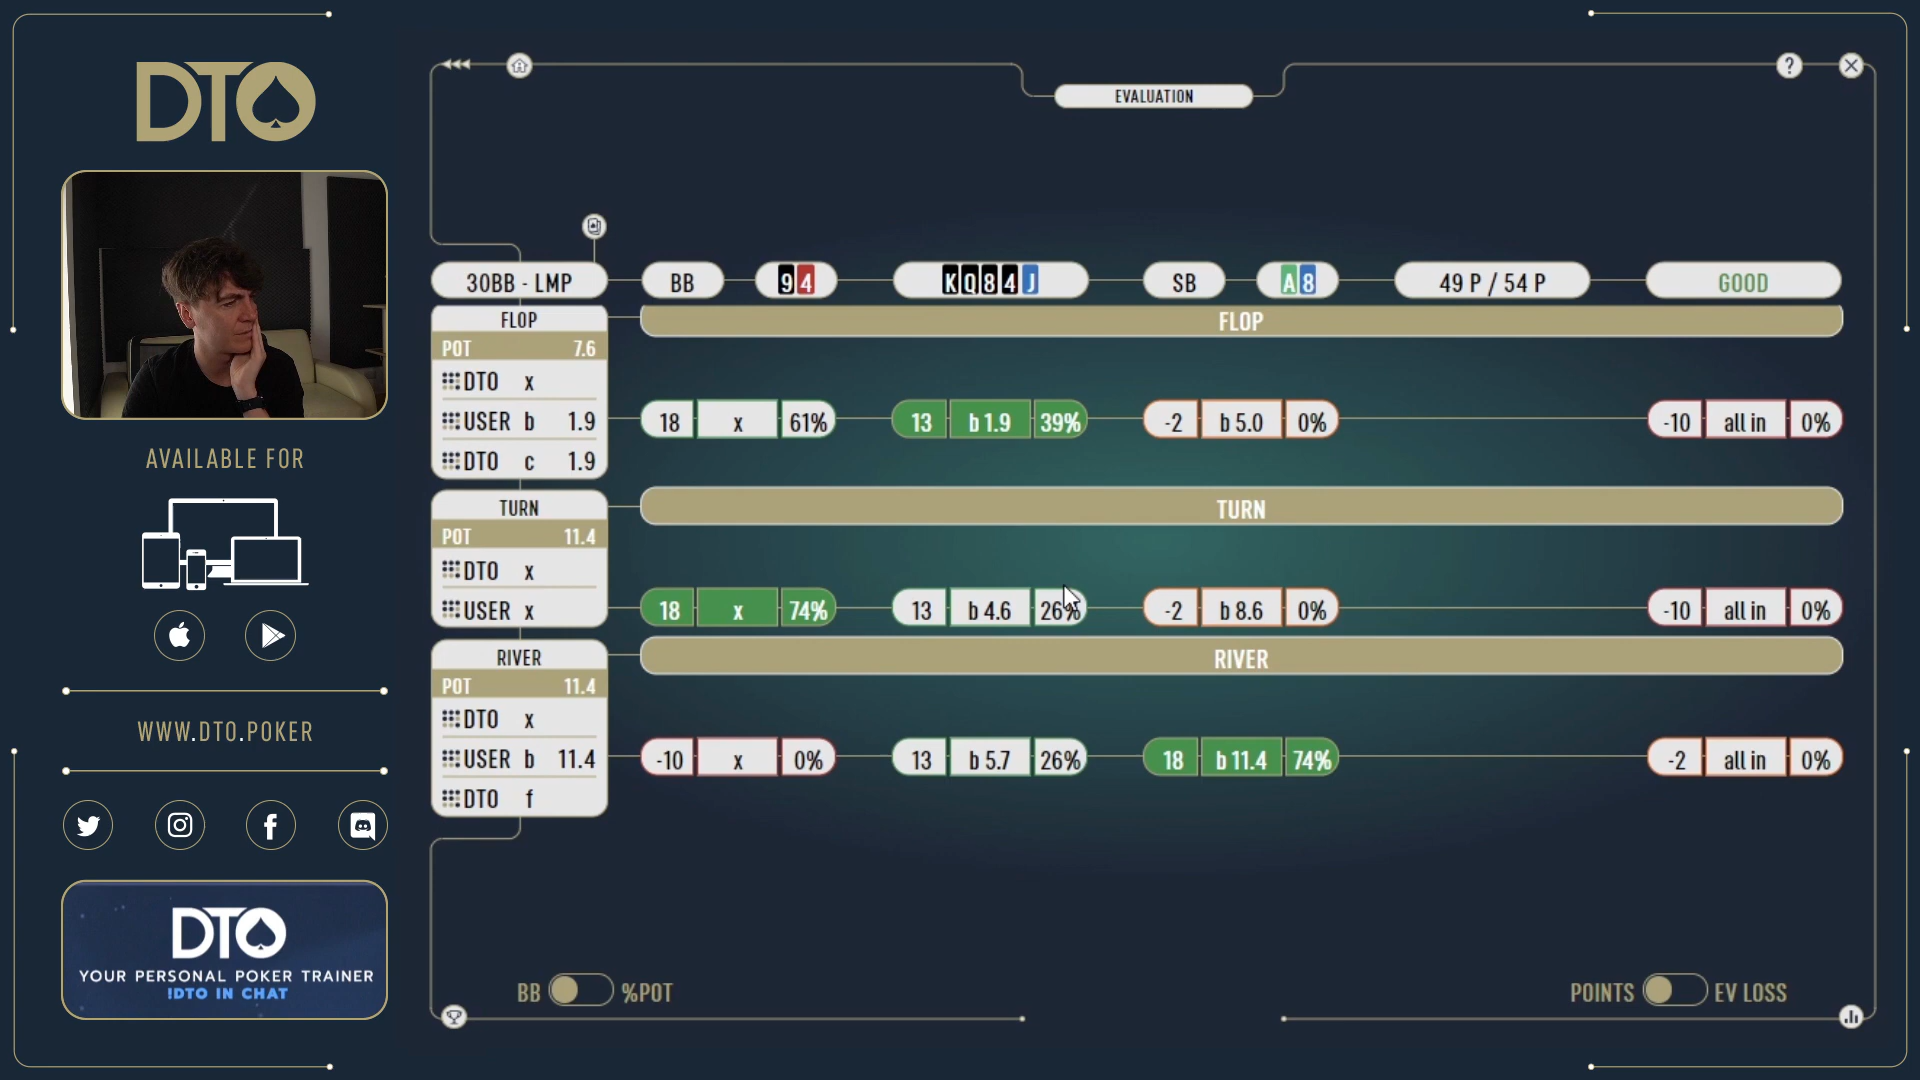 DTO
EVALUATION
?
30BB - LMP
BB
94
KQ84J
SB
A8
49 P / 54 P
GOOD
FLOP
POT 7.6
DTO x
USER b 1.9
DTO c 1.9
FLOP
18 x 61%
13 b 1.9 39%
-2 b 5.0 0%
-10 all in 0%
TURN
POT 11.4
DTO x
USER x
TURN
18 x 74%
13 b 4.6 26%
-2 b 8.6 0%
-10 all in 0%
RIVER
POT 11.4
DTO x
USER b 11.4
DTO f
RIVER
-10 x 0%
13 b 5.7 26%
18 b 11.4 74%
-2 all in 0%
AVAILABLE FOR
WWW.DTO.POKER
DTO
YOUR PERSONAL POKER TRAINER
!DTO IN CHAT
BB %POT
POINTS EV LOSS